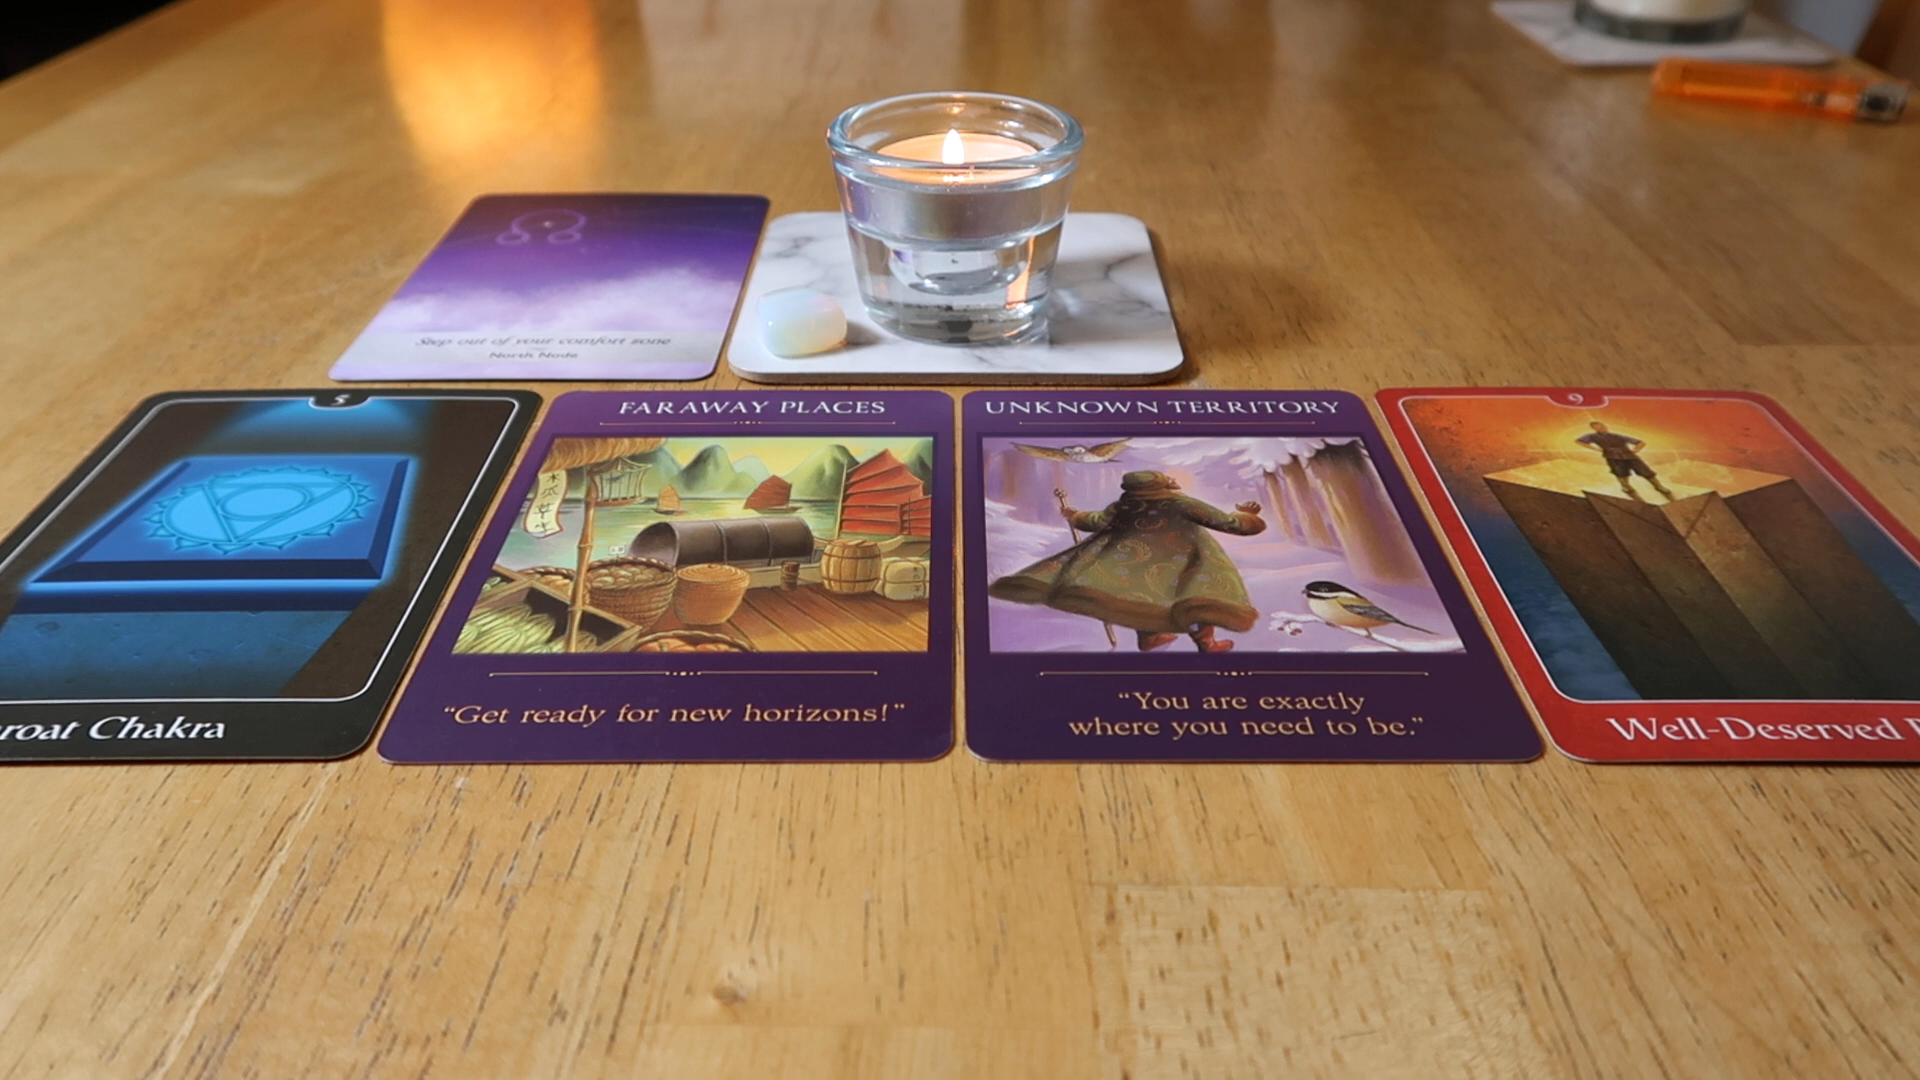 Step out of your comfort zone
North Node
5
roat Chakra
FARAWAY PLACES
"Get ready for new horizons!"
UNKNOWN TERRITORY
"You are exactly
where you need to be."
9
Well-Deserved